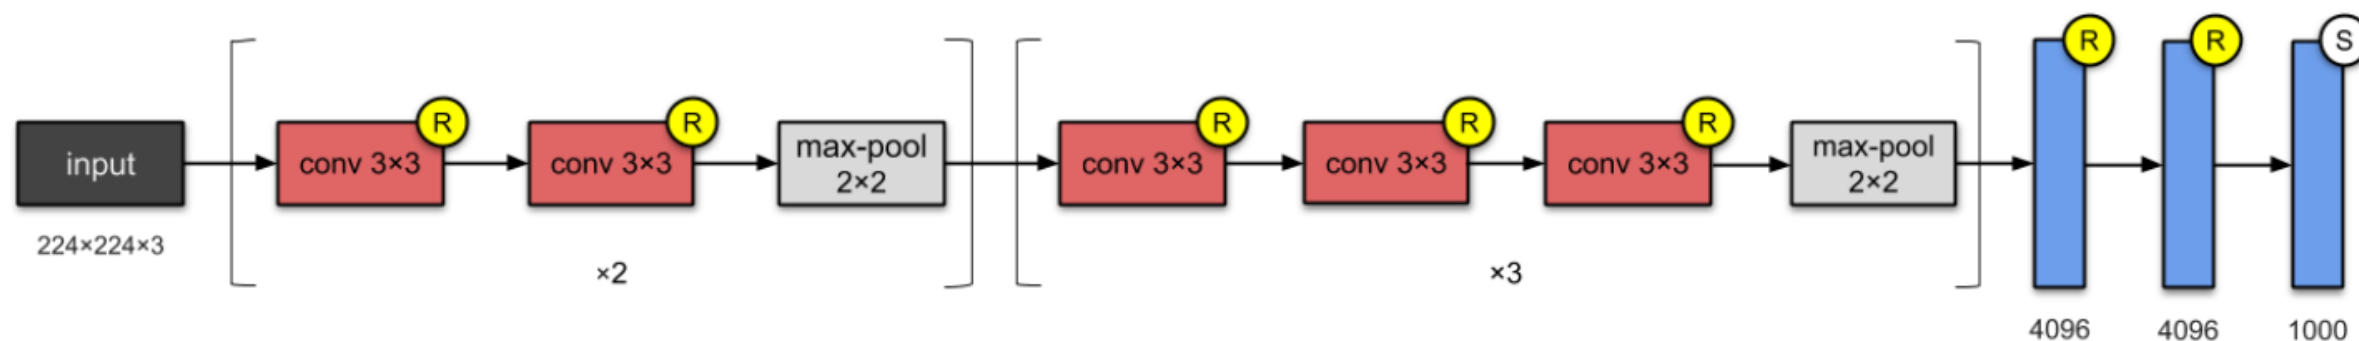 input
224×224×3
conv 3×3
R
conv 3×3
R
max-pool
2×2
×2
conv 3×3
R
conv 3×3
R
conv 3×3
R
max-pool
2×2
×3
R
4096
R
4096
S
1000